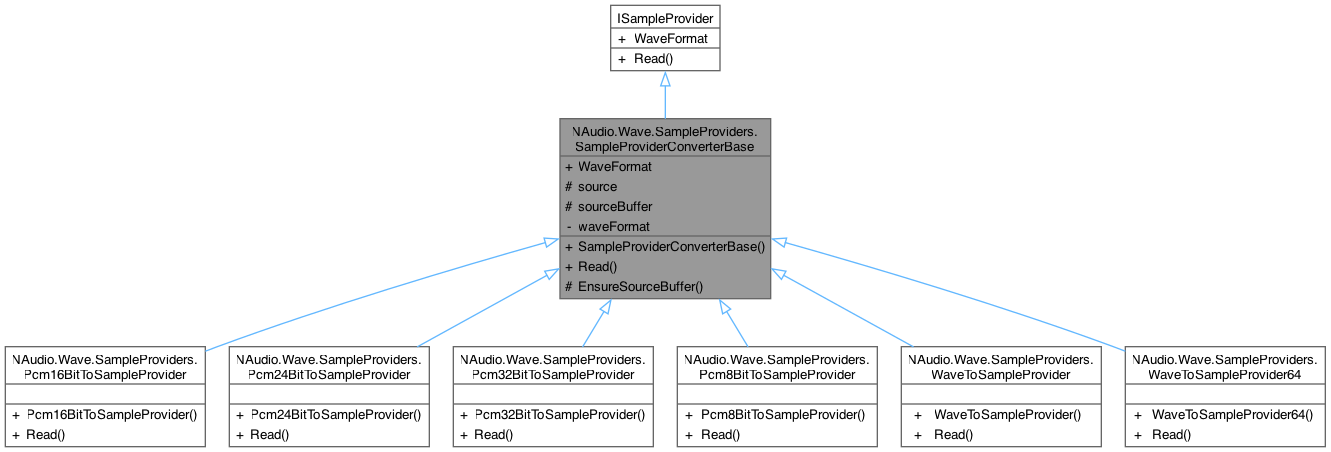 ISampleProvider
+ WaveFormat
+ Read()
NAudio.Wave.SampleProviders.
SampleProviderConverterBase
+ WaveFormat
# source
# sourceBuffer
- waveFormat
+ SampleProviderConverterBase()
+ Read()
# EnsureSourceBuffer()
NAudio.Wave.SampleProviders.
Pcm16BitToSampleProvider
+ Pcm16BitToSampleProvider()
+ Read()
NAudio.Wave.SampleProviders.
Pcm24BitToSampleProvider
+ Pcm24BitToSampleProvider()
+ Read()
NAudio.Wave.SampleProviders.
Pcm32BitToSampleProvider
+ Pcm32BitToSampleProvider()
+ Read()
NAudio.Wave.SampleProviders.
Pcm8BitToSampleProvider
+ Pcm8BitToSampleProvider()
+ Read()
NAudio.Wave.SampleProviders.
WaveToSampleProvider
+ WaveToSampleProvider()
+ Read()
NAudio.Wave.SampleProviders.
WaveToSampleProvider64
+ WaveToSampleProvider64()
+ Read()